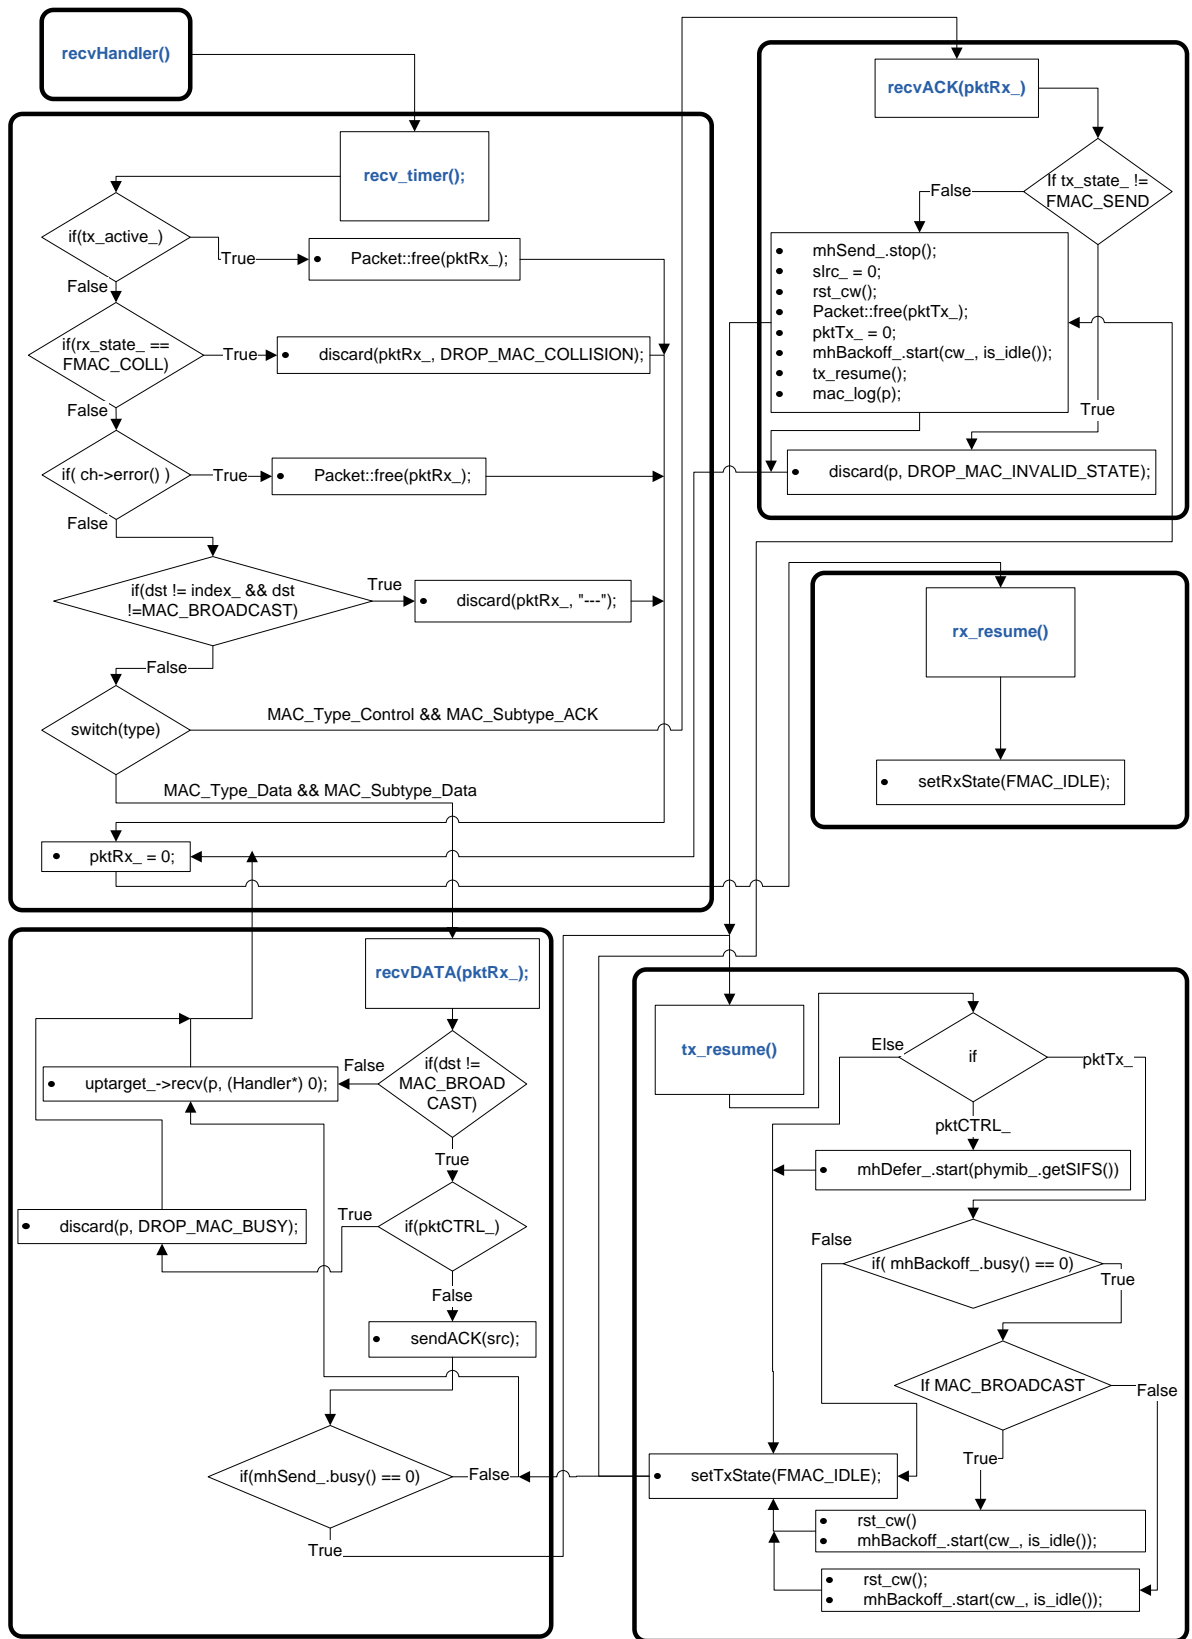 recvHandler()
recv_timer();
if(tx_active_)
True
Packet::free(pktRx_);
False
if(rx_state_ ==
FMAC_COLL)
True
discard(pktRx_, DROP_MAC_COLLISION);
False
if( ch->error() )
True
Packet::free(pktRx_);
False
if(dst != index_ && dst
!=MAC_BROADCAST)
True
discard(pktRx_, "---");
False
switch(type)
MAC_Type_Control && MAC_Subtype_ACK
MAC_Type_Data && MAC_Subtype_Data
pktRx_ = 0;
recvACK(pktRx_)
If tx_state_ !=
FMAC_SEND
False
mhSend_.stop();
slrc_ = 0;
rst_cw();
Packet::free(pktTx_);
pktTx_ = 0;
mhBackoff_.start(cw_, is_idle());
tx_resume();
mac_log(p);
True
discard(p, DROP_MAC_INVALID_STATE);
rx_resume()
setRxState(FMAC_IDLE);
recvDATA(pktRx_);
if(dst !=
MAC_BROAD
CAST)
False
uptarget_->recv(p, (Handler*) 0);
True
if(pktCTRL_)
True
discard(p, DROP_MAC_BUSY);
False
sendACK(src);
if(mhSend_.busy() == 0)
False
True
tx_resume()
if
Else
pktTx_
pktCTRL_
mhDefer_.start(phymib_.getSIFS())
if( mhBackoff_.busy() == 0)
False
True
If MAC_BROADCAST
False
True
setTxState(FMAC_IDLE);
rst_cw()
mhBackoff_.start(cw_, is_idle());
rst_cw();
mhBackoff_.start(cw_, is_idle());